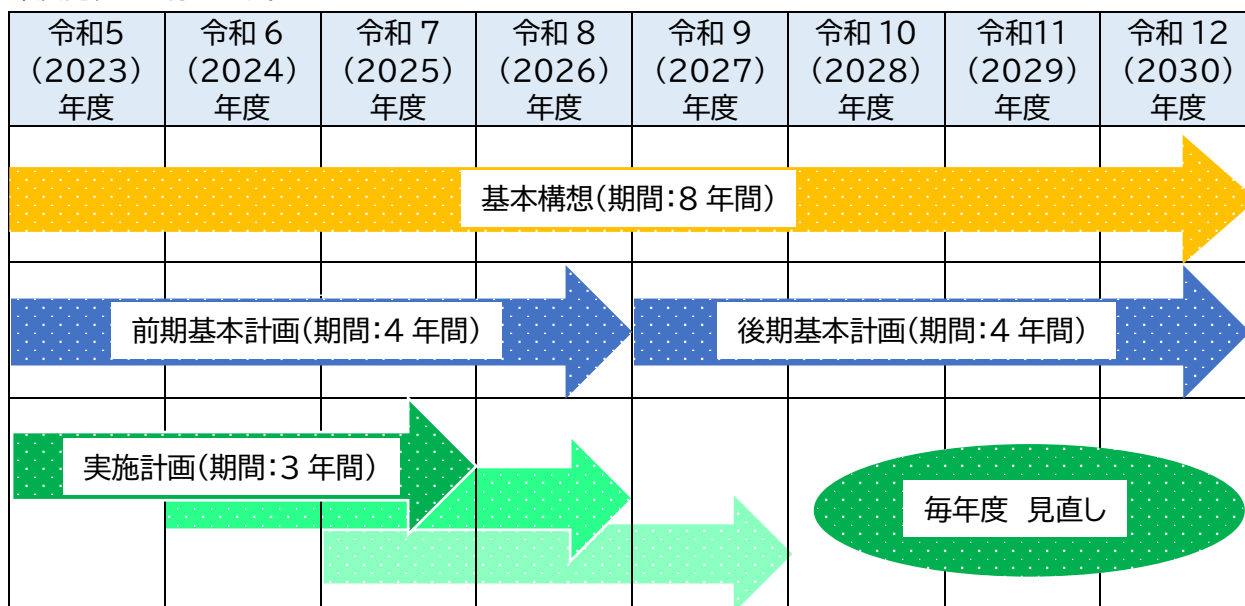 令和5
（2023）
年度
令和 6
（2024）
年度
令和 7
（2025）
年度
令和 8
（2026）
年度
令和 9
（2027）
年度
令和 10
（2028）
年度
令和11
（2029）
年度
令和 12
（2030）
年度
基本構想（期間：8 年間）
前期基本計画（期間：4 年間）
後期基本計画（期間：4 年間）
実施計画（期間：3 年間）
毎年度　見直し